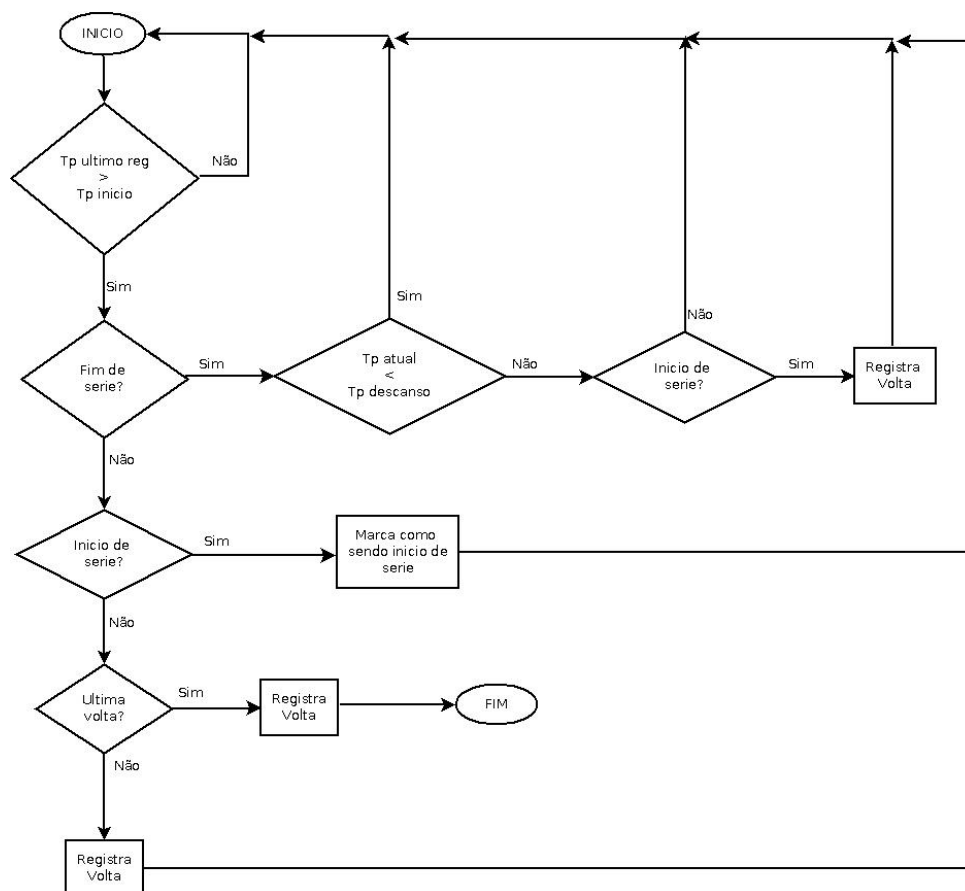 INICIO
Tp ultimo reg
>
Tp inicio
Não
Sim
Fim de
serie?
Sim
Tp atual
<
Tp descanso
Sim
Não
Inicio de
serie?
Não
Sim
Registra
Volta
Não
Inicio de
serie?
Sim
Marca como
sendo inicio de
serie
Não
Ultima
volta?
Sim
Registra
Volta
FIM
Não
Registra
Volta